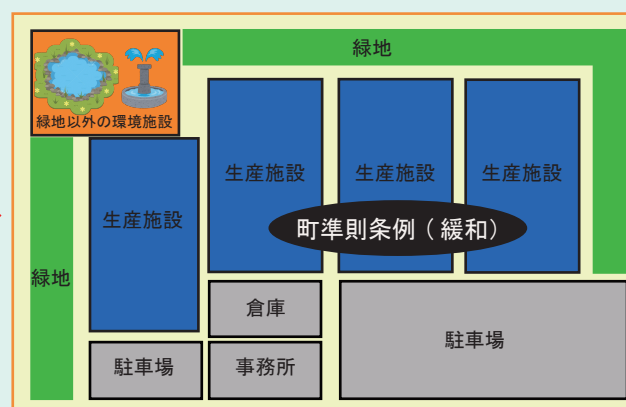 緑地
緑地以外の環境施設
生産施設
生産施設
生産施設
生産施設
町準則条例（緩和）
緑地
倉庫
駐車場
駐車場
事務所